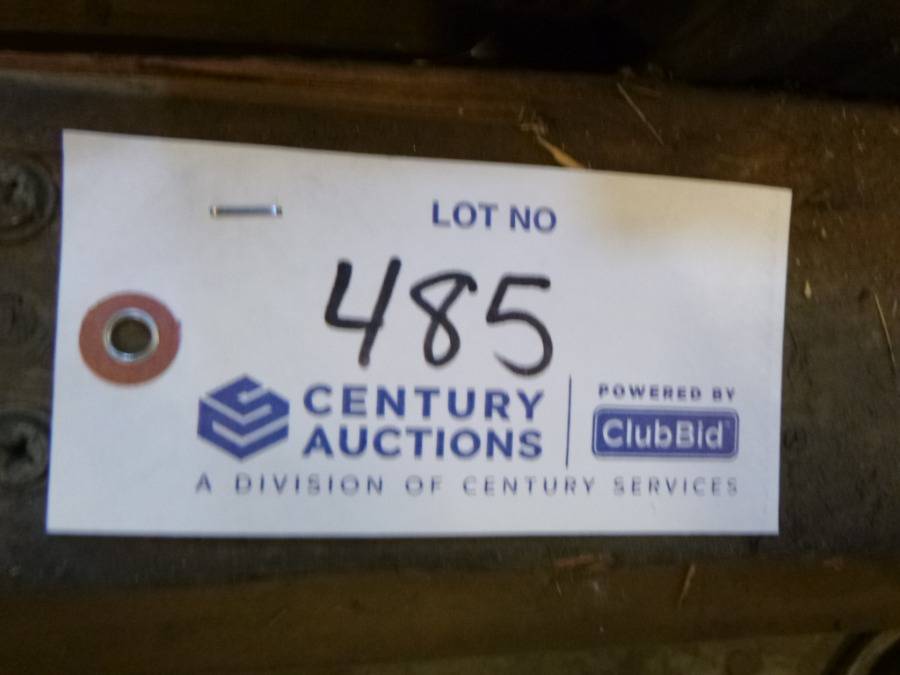 LOT NO
485
CENTURY
AUCTIONS
POWERED BY
ClubBid
A DIVISION OF CENTURY SERVICES